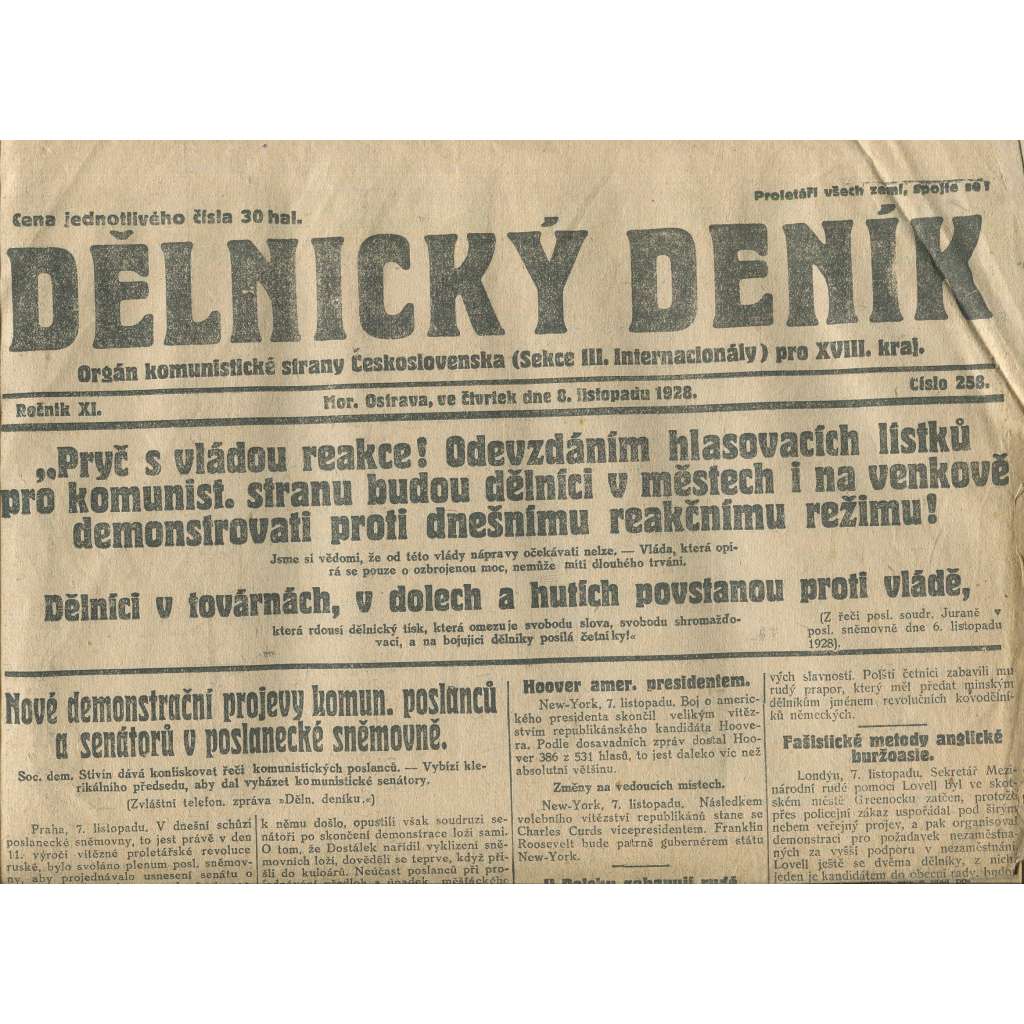 Cena jednotlivého čísla 30 hal.
Proletáři všech zemí, spojte se!
DĚLNICKÝ DENÍK
Orgán komunistické strany Československa (Sekce III. Internacionály) pro XVIII. kraj.
Ročník XI.
Mor. Ostrava, ve čtvrtek dne 8. listopadu 1928.
Číslo 258.
„Pryč s vládou reakce! Odevzdáním hlasovacích lístků
pro komunist. stranu budou dělníci v městech i na venkově
demonstrovati proti dnešnímu reakčnímu režimu!
Jsme si vědomi, že od této vlády nápravy očekávati nelze. — Vláda, která opí-
rá se pouze o ozbrojenou moc, nemůže míti dlouhého trvání.
Dělníci v továrnách, v dolech a hutích povstanou proti vládě,
která rdousí dělnický tisk, která omezuje svobodu slova, svobodu shromažďo-
vací, a na bojující dělníky posílá četníky!«
(Z řeči posl. soudr. Jurane v
posl. sněmovně dne 6. listopadu
1928).
Nové demonstrační projevy komun. poslanců
a senátorů v poslanecké sněmovně.
Soc. dem. Stivín dává konfiskovat řeči komunistických poslanců. — Vybízí kle-
rikálního předsedu, aby dal vyházet komunistické senátory.
(Zvláštní telefon. zpráva »Děln. deníku.«)
Praha, 7. listopadu. V dnešní schůzi
poslanecké sněmovny, to jest právě v den
11. výročí vítězné proletářské revoluce
ruské, bylo svoláno plenum posl. sněmov-
ny, aby projednávalo usnesení senátu o
k němu došlo, opustili však soudruzi se-
nátoři po skončení demonstrace loži sami.
O tom, že Dostálek nařídil vyklizení sně-
movních loží, dověděli se teprve, když při-
šli do kuloárů. Neúčast poslanců při pro-
Hoover amer. presidentem.
New-York, 7. listopadu. Boj o americ-
kého presidenta skončil velikým vítěz-
stvím republikánského kandidáta Hoove-
ra. Podle dosavadních zpráv dostal Hoo-
ver 386 z 531 hlasů, to jest daleko víc než
absolutní většinu.
Změny na vedoucích místech.
New-York, 7. listopadu. Následkem
volebního vítězství republikánů stane se
Charles Curds vicepresidentem. Franklin
Roosevelt bude patrně gubernérem státu
New-York.
vých slavností. Polští četníci zabavili mu
rudý prapor, který měl předat minským
dělníkům jménem revolučních kovodělní-
ků německých.
Fašistické metody anglické
buržoasie.
Londýn, 7. listopadu. Sekretář Mezi-
národní rudé pomoci Lovell byl ve skot-
ském městě Greenocku zatčen, protože
přes policejní zákaz uspořádal pod širým
nebem veřejný projev, a pak organisoval
demonstraci pro požadavek nezaměstna-
ných za vyšší podporu v nezaměstnání.
Lovell ještě se dvěma dělníky, z nichž
jeden je kandidátem do obecní rady, budou